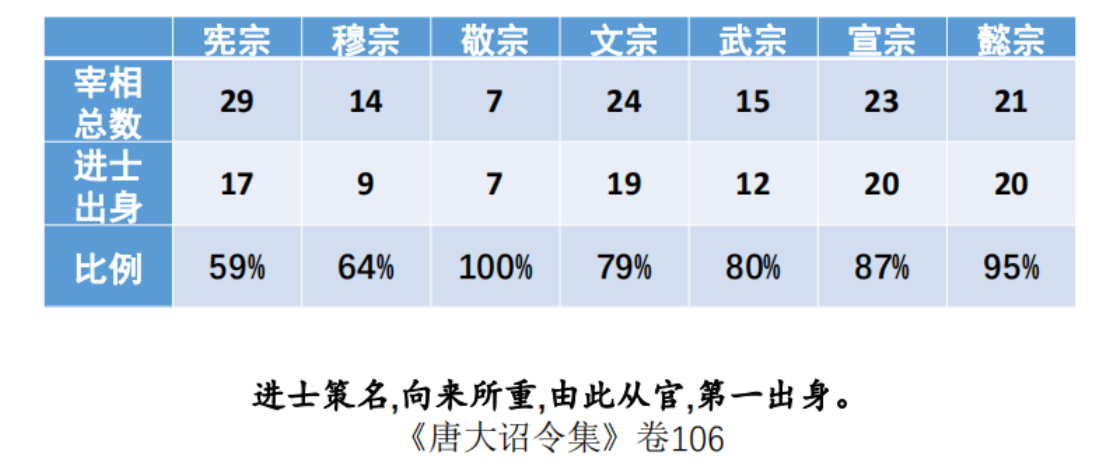 宪宗 穆宗 敬宗 文宗 武宗 宣宗 懿宗
宰相
总数 29 14 7 24 15 23 21
进士
出身 17 9 7 19 12 20 20
比例 59% 64% 100% 79% 80% 87% 95%
进士策名,向来所重,由此从官,第一出身。
《唐大诏令集》卷106